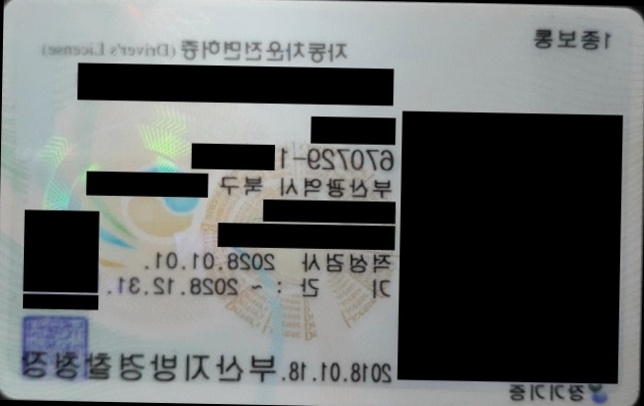 1종보통
자동차운전면허증 (Driver's License)
670729-1
부산광역시 북구
적성검사 2028.01.01.
기 간 : ~ 2028.12.31.
2018.01.18. 부산지방경찰청장
장기기증